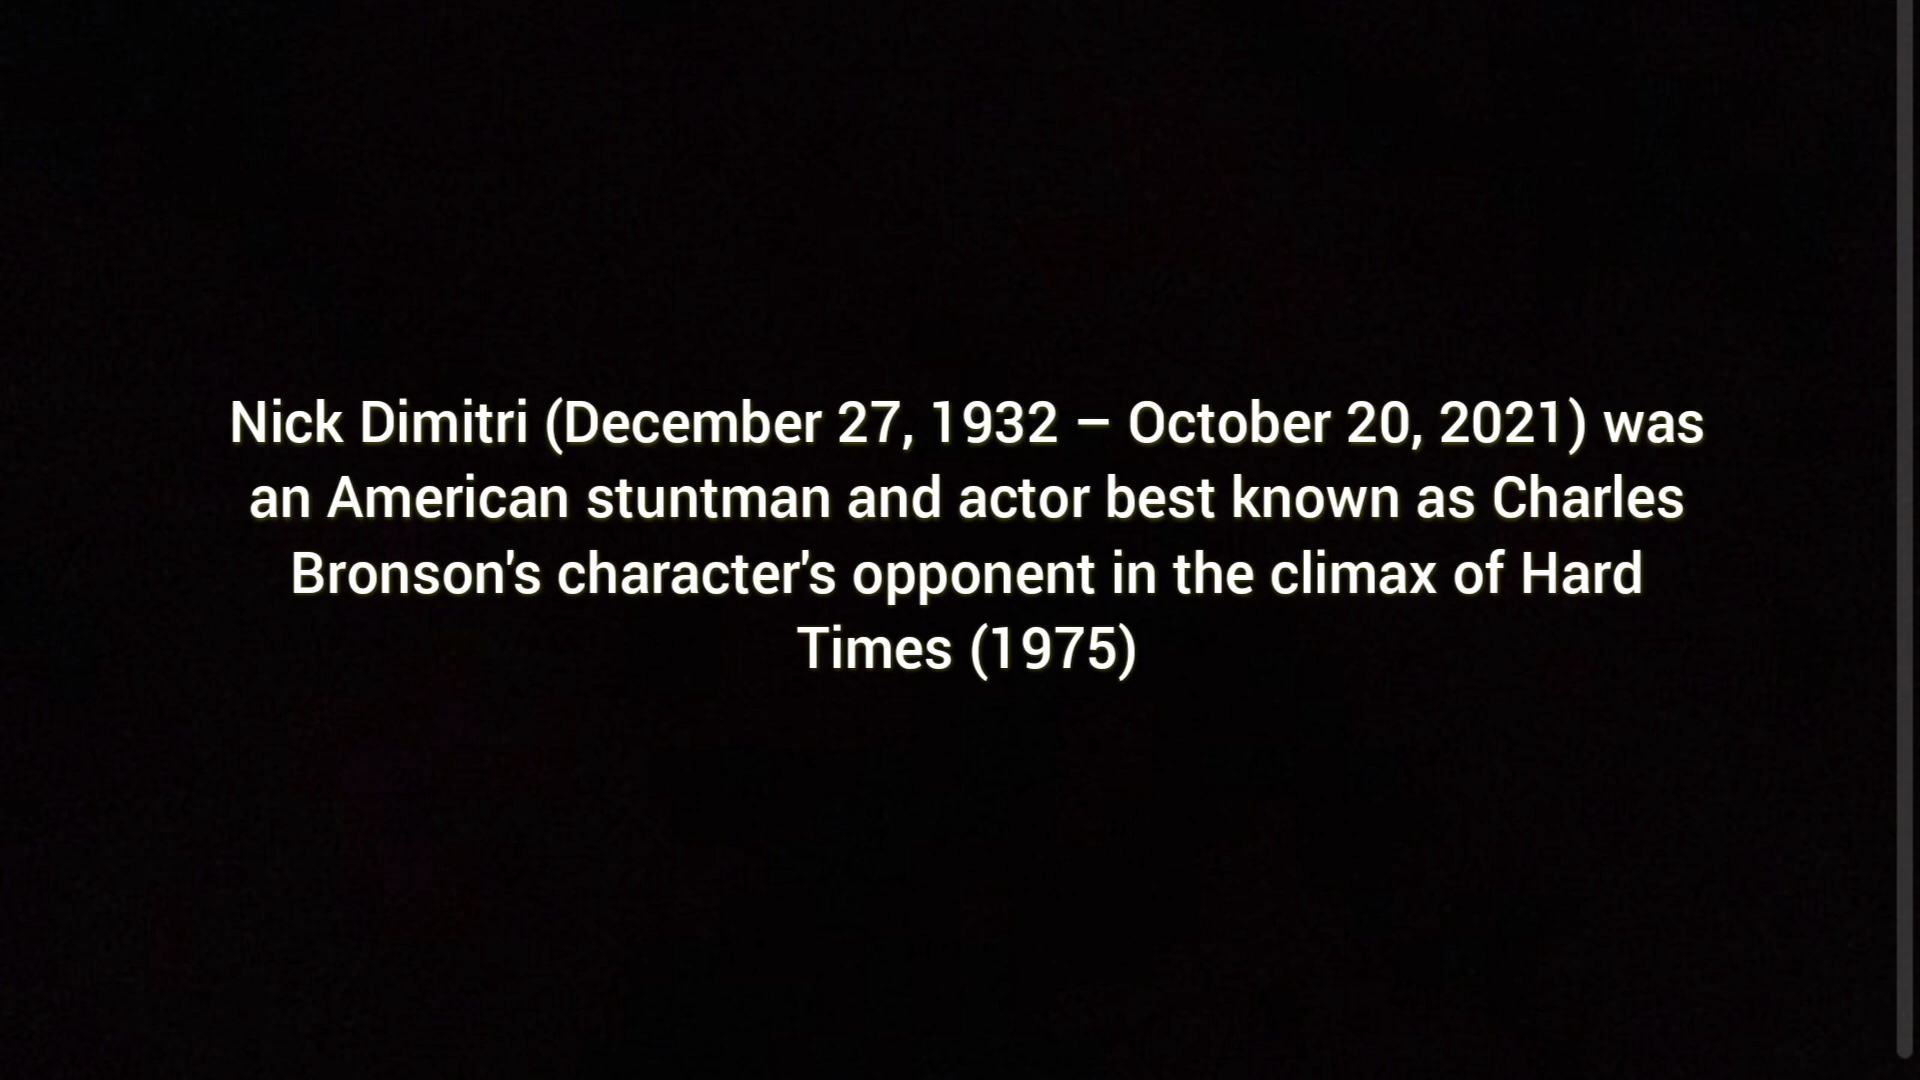 Nick Dimitri (December 27, 1932 – October 20, 2021) was
an American stuntman and actor best known as Charles
Bronson's character's opponent in the climax of Hard
Times (1975)